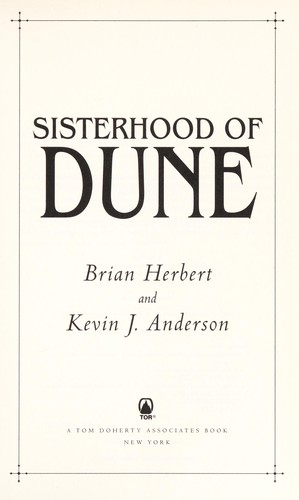 SISTERHOOD OF
DUNE
Brian Herbert
and
Kevin J. Anderson
TOR®
A TOM DOHERTY ASSOCIATES BOOK
NEW YORK